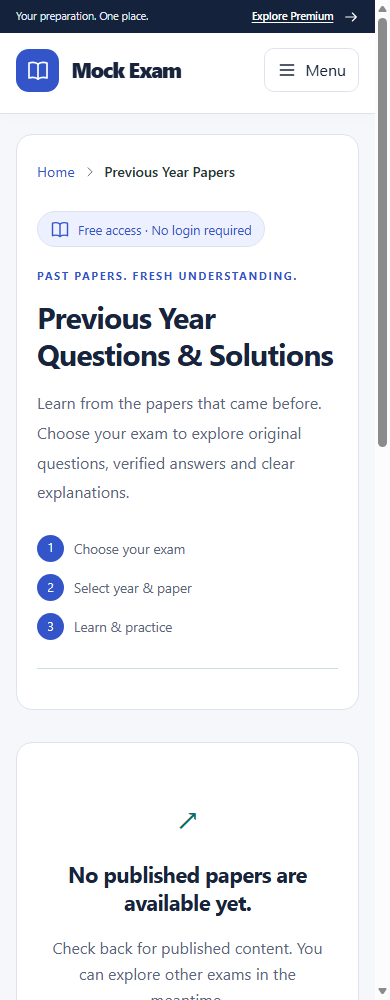 Your preparation. One place.
Explore Premium →
Mock Exam
Menu
Home > Previous Year Papers
Free access · No login required
PAST PAPERS. FRESH UNDERSTANDING.
Previous Year
Questions & Solutions
Learn from the papers that came before.
Choose your exam to explore original
questions, verified answers and clear
explanations.
1 Choose your exam
2 Select year & paper
3 Learn & practice
No published papers are
available yet.
Check back for published content. You
can explore other exams in the
meantime.